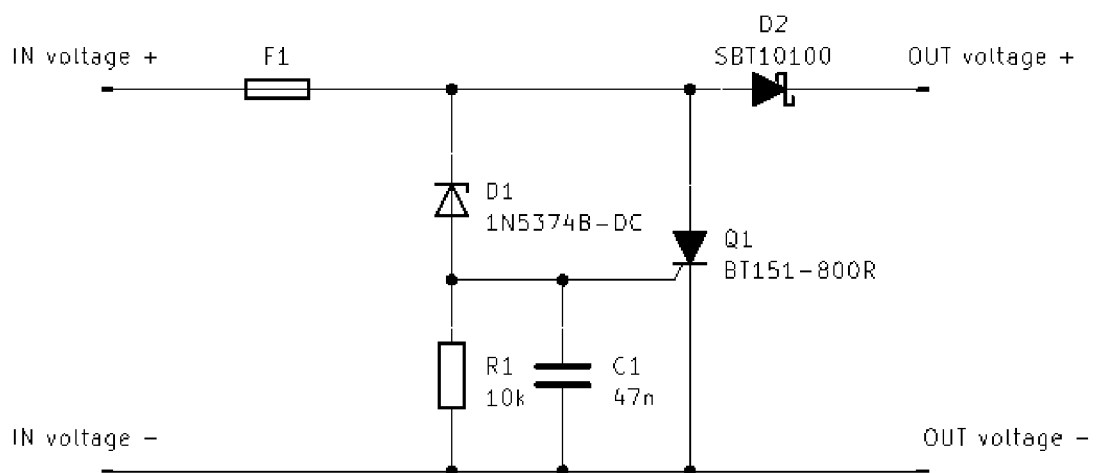 D2
IN voltage +
F1
SBT10100
OUT voltage +
D1
1N5374B-DC
Q1
BT151-800R
R1
10k
C1
47n
IN voltage -
OUT voltage -